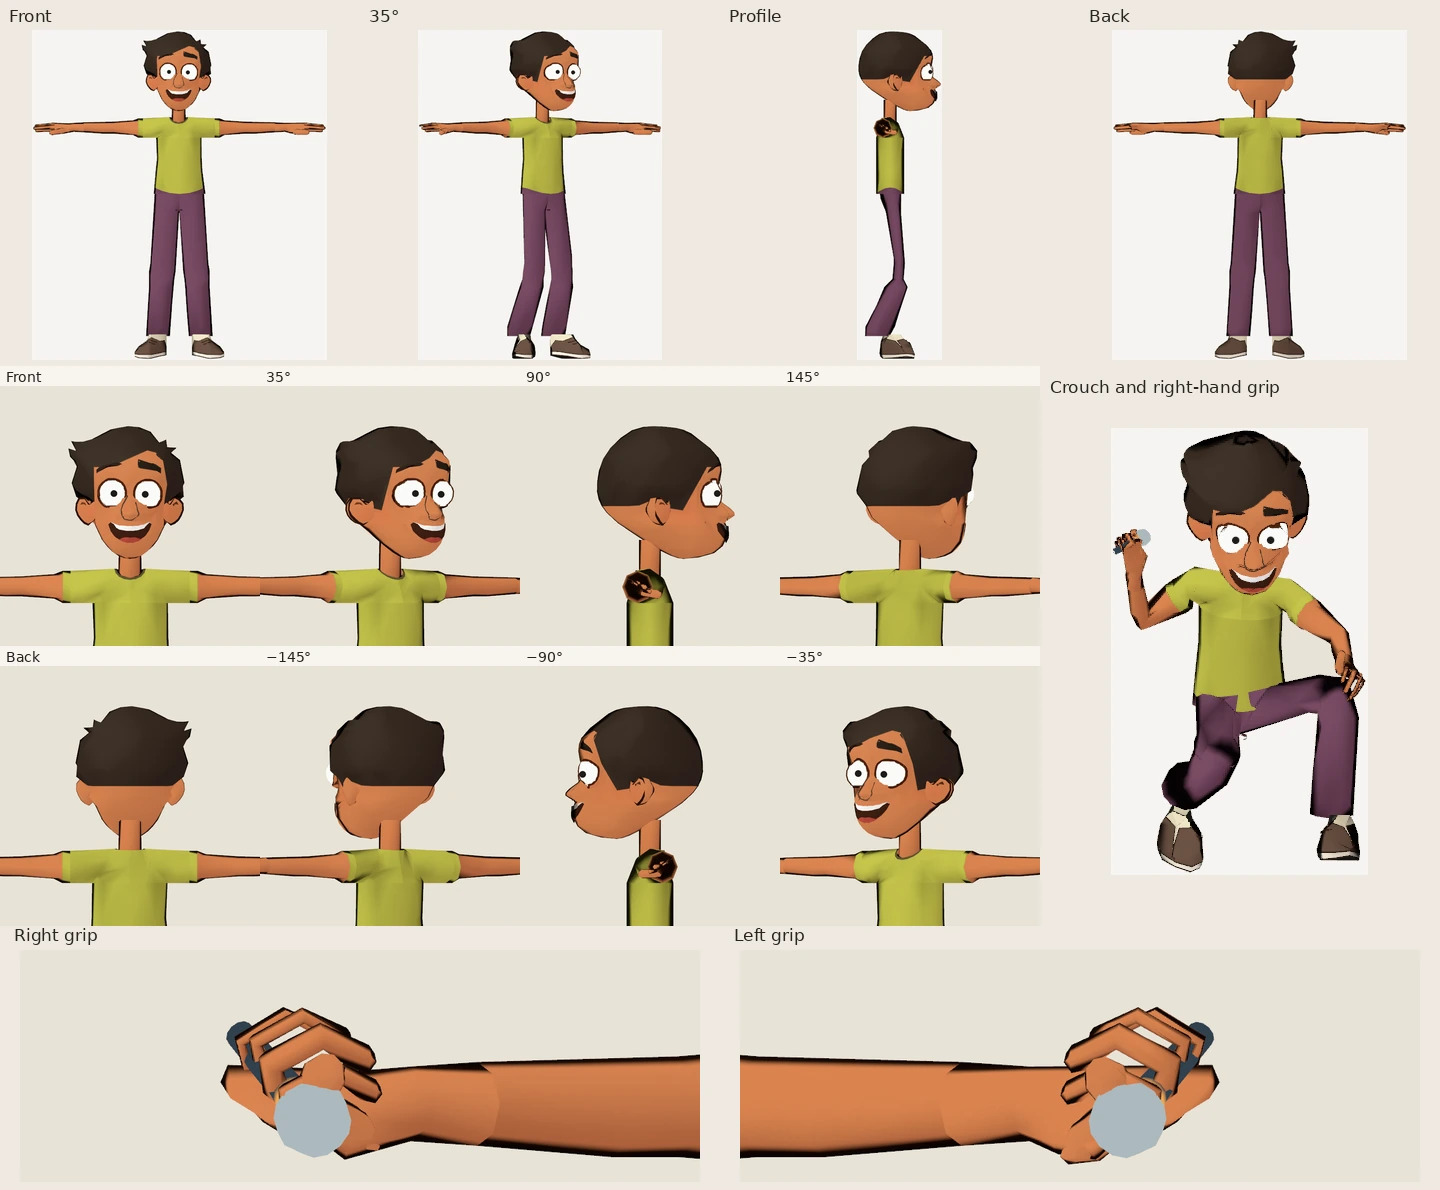 Front
35°
Profile
Back
Front
35°
90°
145°
Crouch and right-hand grip
Back
−145°
−90°
−35°
Right grip
Left grip